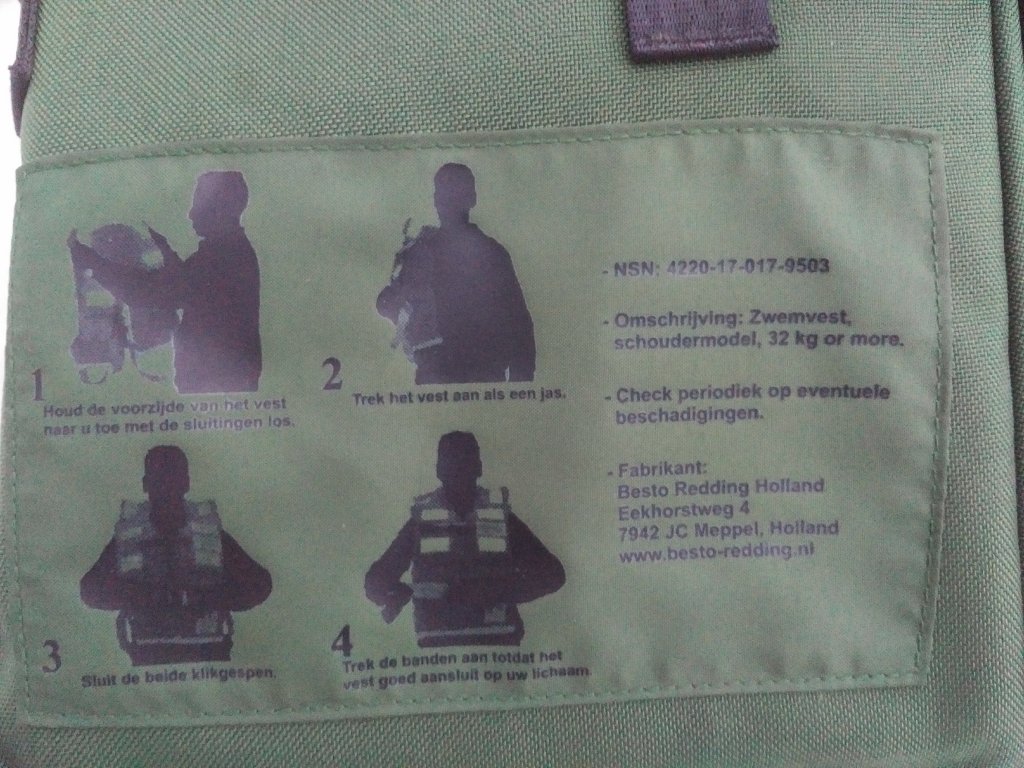 1
Houd de voorzijde van het vest
naar u toe met de sluitingen los.
2
Trek het vest aan als een jas.
3
Sluit de beide klikgespen.
4
Trek de banden aan totdat het
vest goed aansluit op uw lichaam.
- NSN: 4220-17-017-9503
- Omschrijving: Zwemvest,
schoudermodel, 32 kg or more.
- Check periodiek op eventuele
beschadigingen.
- Fabrikant:
Besto Redding Holland
Eekhorstweg 4
7942 JC Meppel, Holland
www.besto-redding.nl